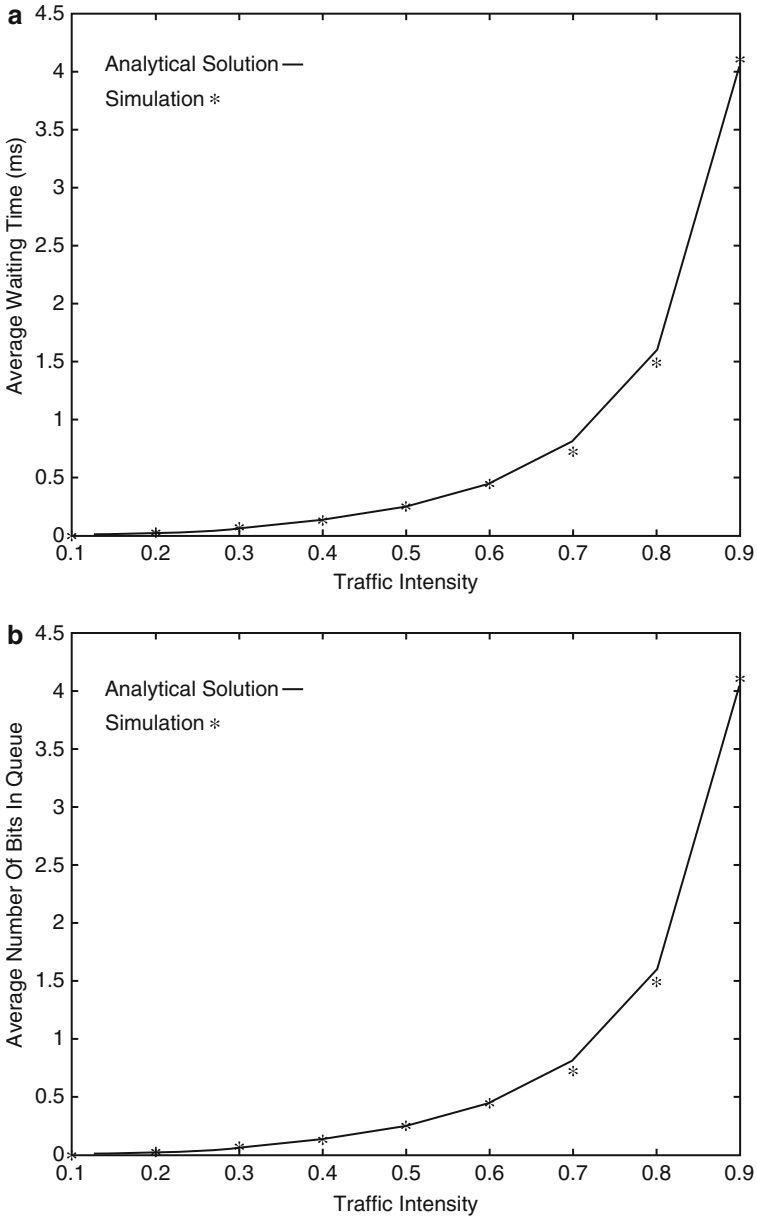 a
4.5
4
3.5
3
2.5
2
1.5
1
0.5
0
Average Waiting Time (ms)
Analytical Solution —
Simulation *
0.1 0.2 0.3 0.4 0.5 0.6 0.7 0.8 0.9
Traffic Intensity
b
4.5
4
3.5
3
2.5
2
1.5
1
0.5
0
Average Number Of Bits In Queue
Analytical Solution —
Simulation *
0.1 0.2 0.3 0.4 0.5 0.6 0.7 0.8 0.9
Traffic Intensity